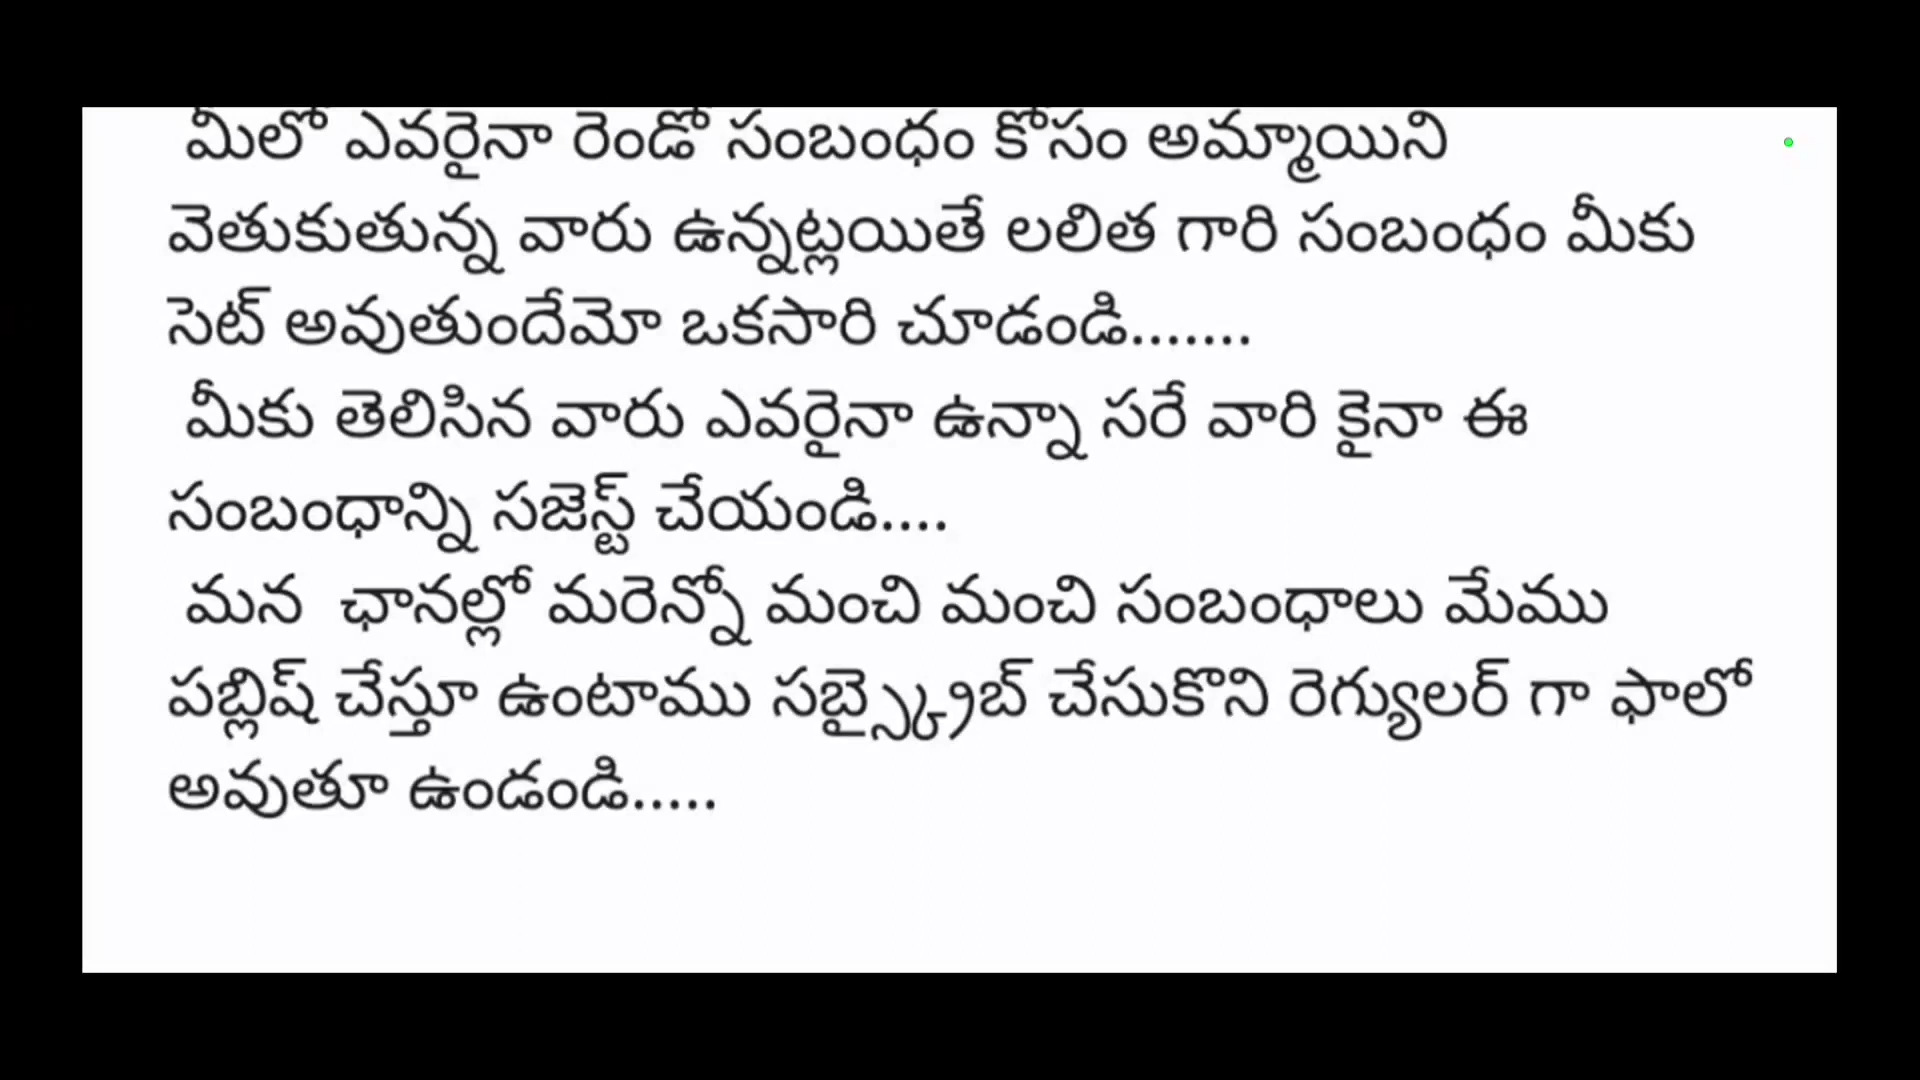 మీలో ఎవరైనా రెండో సంబంధం కోసం అమ్మాయిని
వెతుకుతున్న వారు ఉన్నట్లయితే లలిత గారి సంబంధం మీకు
సెట్ అవుతుందేమో ఒకసారి చూడండి.......
మీకు తెలిసిన వారు ఎవరైనా ఉన్నా సరే వారి కైనా ఈ
సంబంధాన్ని సజెస్ట్ చేయండి....
మన ఛానల్లో మరెన్నో మంచి మంచి సంబంధాలు మేము
పబ్లిష్ చేస్తూ ఉంటాము సబ్స్క్రైబ్ చేసుకొని రెగ్యులర్ గా ఫాలో
అవుతూ ఉండండి.....